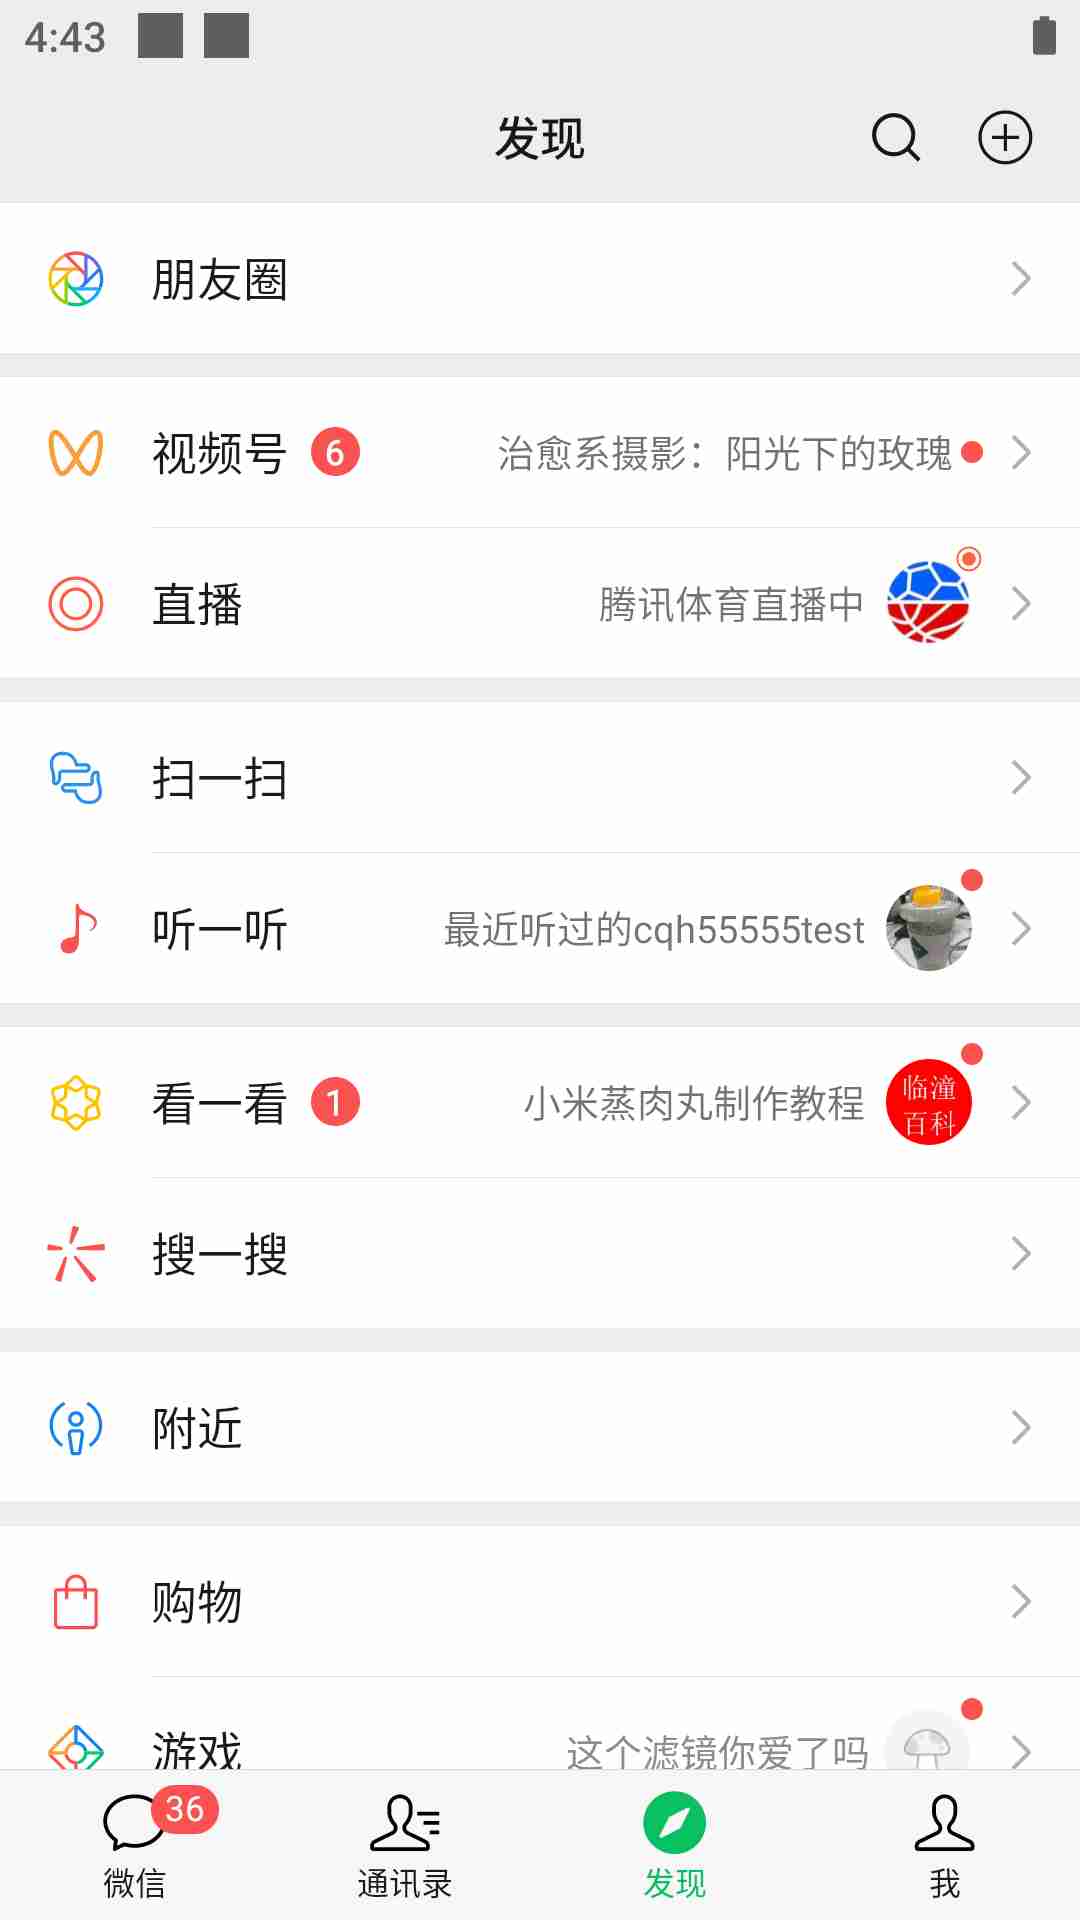 4:43
发现
朋友圈
视频号 6 治愈系摄影：阳光下的玫瑰
直播 腾讯体育直播中
扫一扫
听一听 最近听过的cqh55555test
看一看 1 小米蒸肉丸制作教程 临潼百科
搜一搜
附近
购物
游戏 这个滤镜你爱了吗
36
微信 通讯录 发现 我